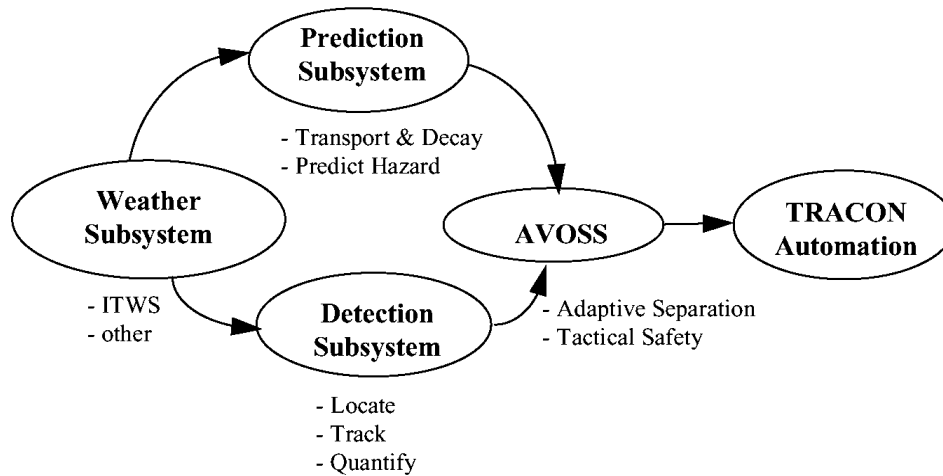 Prediction
Subsystem
- Transport & Decay
- Predict Hazard
Weather
Subsystem
- ITWS
- other
Detection
Subsystem
- Locate
- Track
- Quantify
AVOSS
- Adaptive Separation
- Tactical Safety
TRACON
Automation